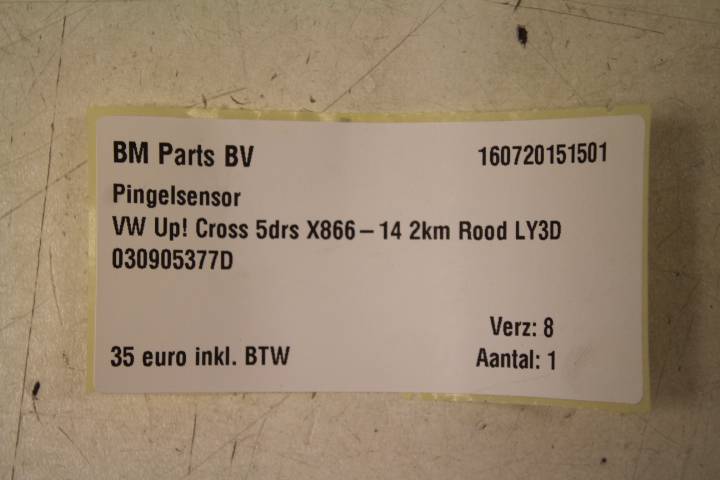 BM Parts BV 160720151501
Pingelsensor
VW Up! Cross 5drs X866-14 2km Rood LY3D
030905377D
Verz: 8
35 euro inkl. BTW Aantal: 1